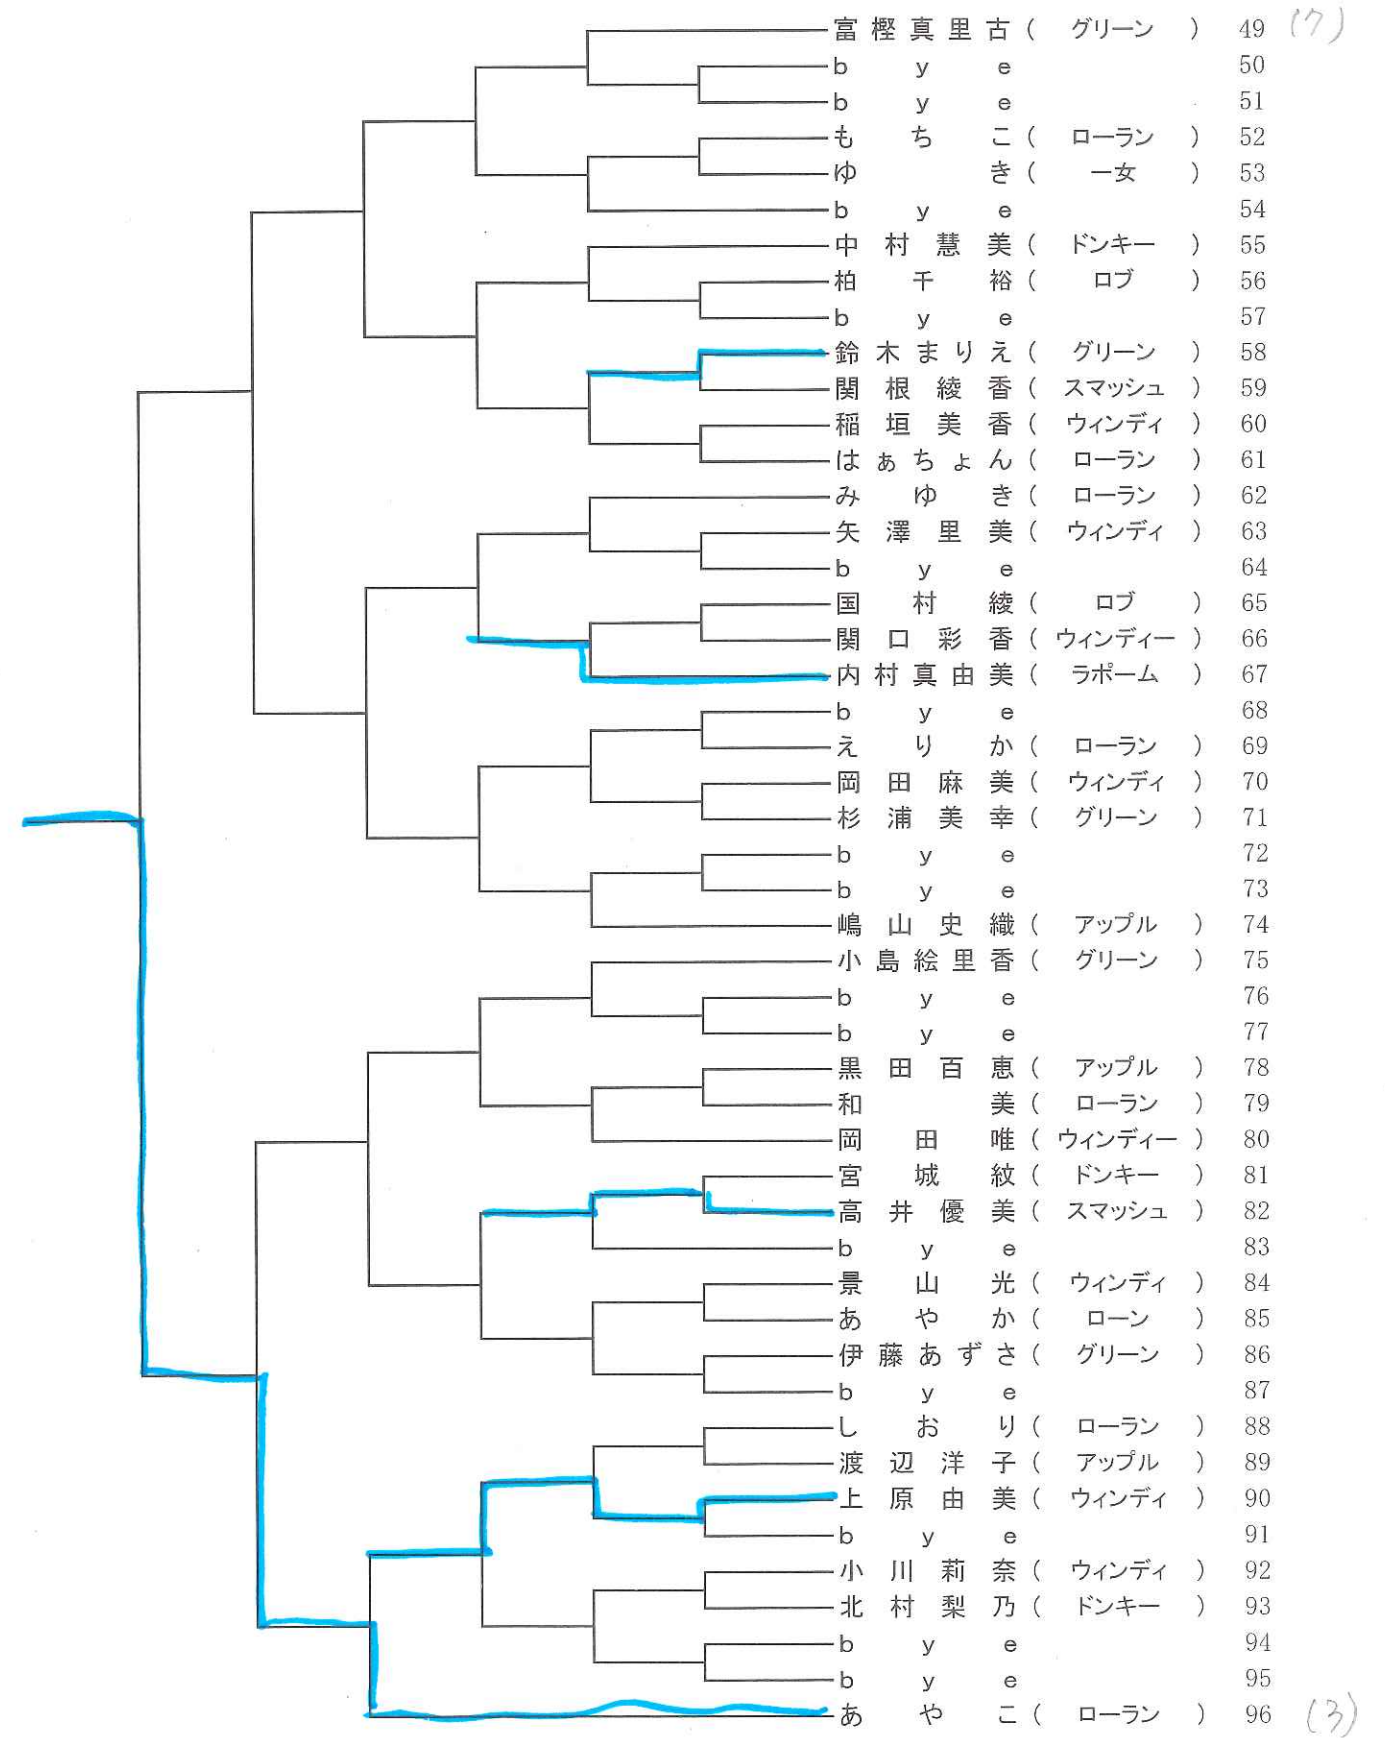 富樫真里古(グリーン) 49 (7)
bye 50
bye 51
もちこ(ローラン) 52
ゆき(一女) 53
bye 54
中村慧美(ドンキー) 55
柏千裕(ロブ) 56
bye 57
鈴木まりえ(グリーン) 58
関根綾香(スマッシュ) 59
稲垣美香(ウィンディ) 60
はぁちょん(ローラン) 61
みゆき(ローラン) 62
矢澤里美(ウィンディ) 63
bye 64
国村綾(ロブ) 65
関口彩香(ウィンディー) 66
内村真由美(ラポーム) 67
bye 68
えりか(ローラン) 69
岡田麻美(ウィンディ) 70
杉浦美幸(グリーン) 71
bye 72
bye 73
嶋山史織(アップル) 74
小島絵里香(グリーン) 75
bye 76
bye 77
黒田百恵(アップル) 78
和美(ローラン) 79
岡田唯(ウィンディー) 80
宮城紋(ドンキー) 81
高井優美(スマッシュ) 82
bye 83
景山光(ウィンディ) 84
あやか(ローン) 85
伊藤あずさ(グリーン) 86
bye 87
しおり(ローラン) 88
渡辺洋子(アップル) 89
上原由美(ウィンディ) 90
bye 91
小川莉奈(ウィンディ) 92
北村梨乃(ドンキー) 93
bye 94
bye 95
あやこ(ローラン) 96 (3)